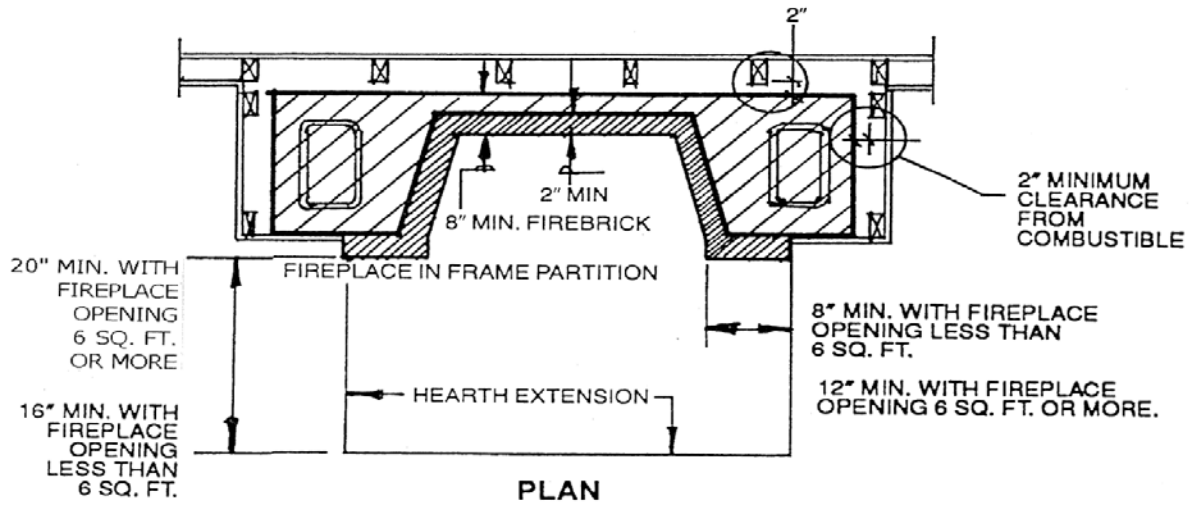 2"
2" MIN
8" MIN. FIREBRICK
2" MINIMUM
CLEARANCE
FROM
COMBUSTIBLE
FIREPLACE IN FRAME PARTITION
20" MIN. WITH
FIREPLACE
OPENING
6 SQ. FT.
OR MORE
8" MIN. WITH FIREPLACE
OPENING LESS THAN
6 SQ. FT.
HEARTH EXTENSION
12" MIN. WITH FIREPLACE
OPENING 6 SQ. FT. OR MORE.
16" MIN. WITH
FIREPLACE
OPENING
LESS THAN
6 SQ. FT.
PLAN